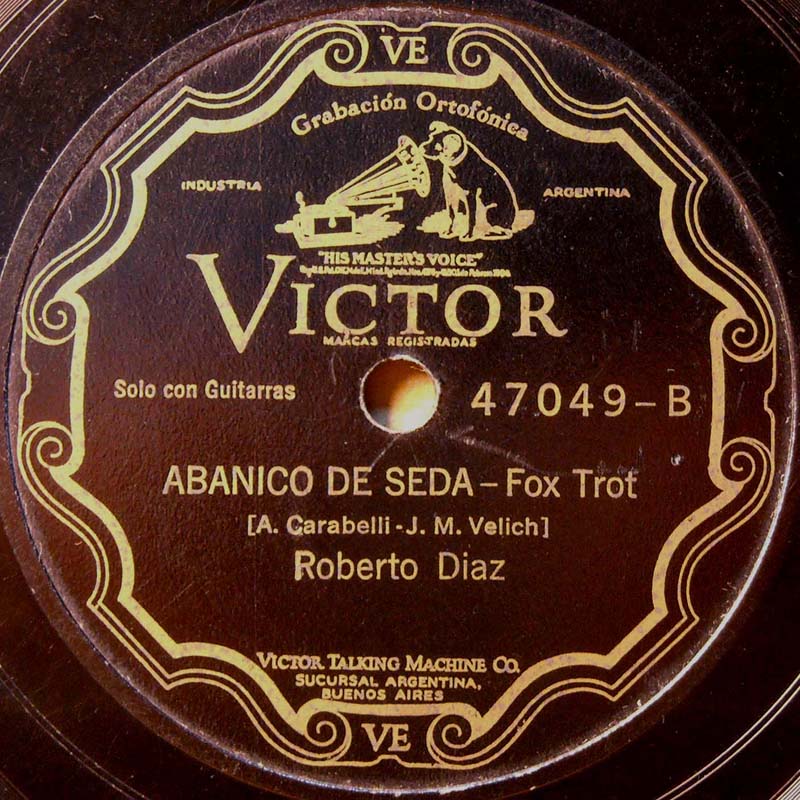 VE
Grabación Ortofónica
INDUSTRIA
ARGENTINA
"HIS MASTER'S VOICE"
VICTOR
MARCAS REGISTRADAS
Solo con Guitarras
47049-B
ABANICO DE SEDA - Fox Trot
[A. Carabelli - J. M. Velich]
Roberto Diaz
VICTOR TALKING MACHINE CO.
SUCURSAL ARGENTINA,
BUENOS AIRES
VE